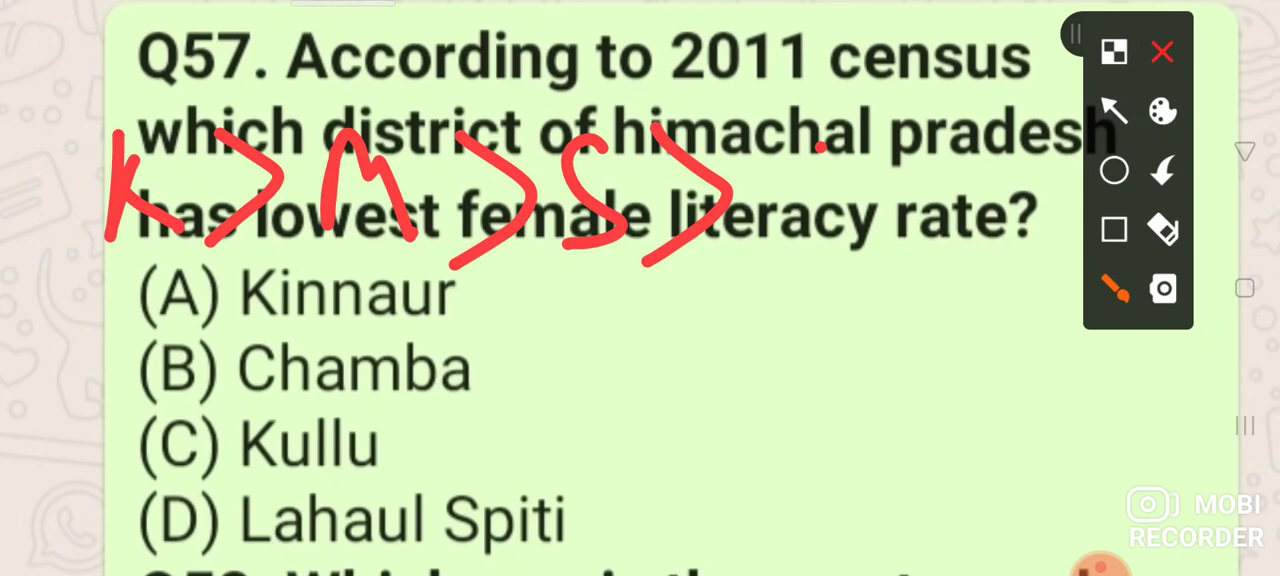 Q57. According to 2011 census
which district of himachal pradesh
has lowest female literacy rate?
K > M > S >
(A) Kinnaur
(B) Chamba
(C) Kullu
(D) Lahaul Spiti
MOBI
RECORDER